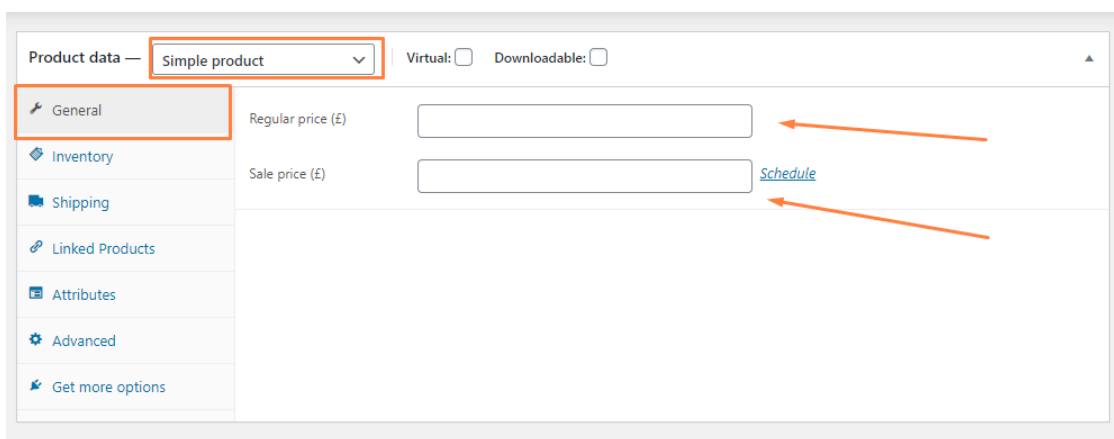 Product data — Simple product Virtual: Downloadable:
General
Regular price (£)
Inventory
Sale price (£) Schedule
Shipping
Linked Products
Attributes
Advanced
Get more options